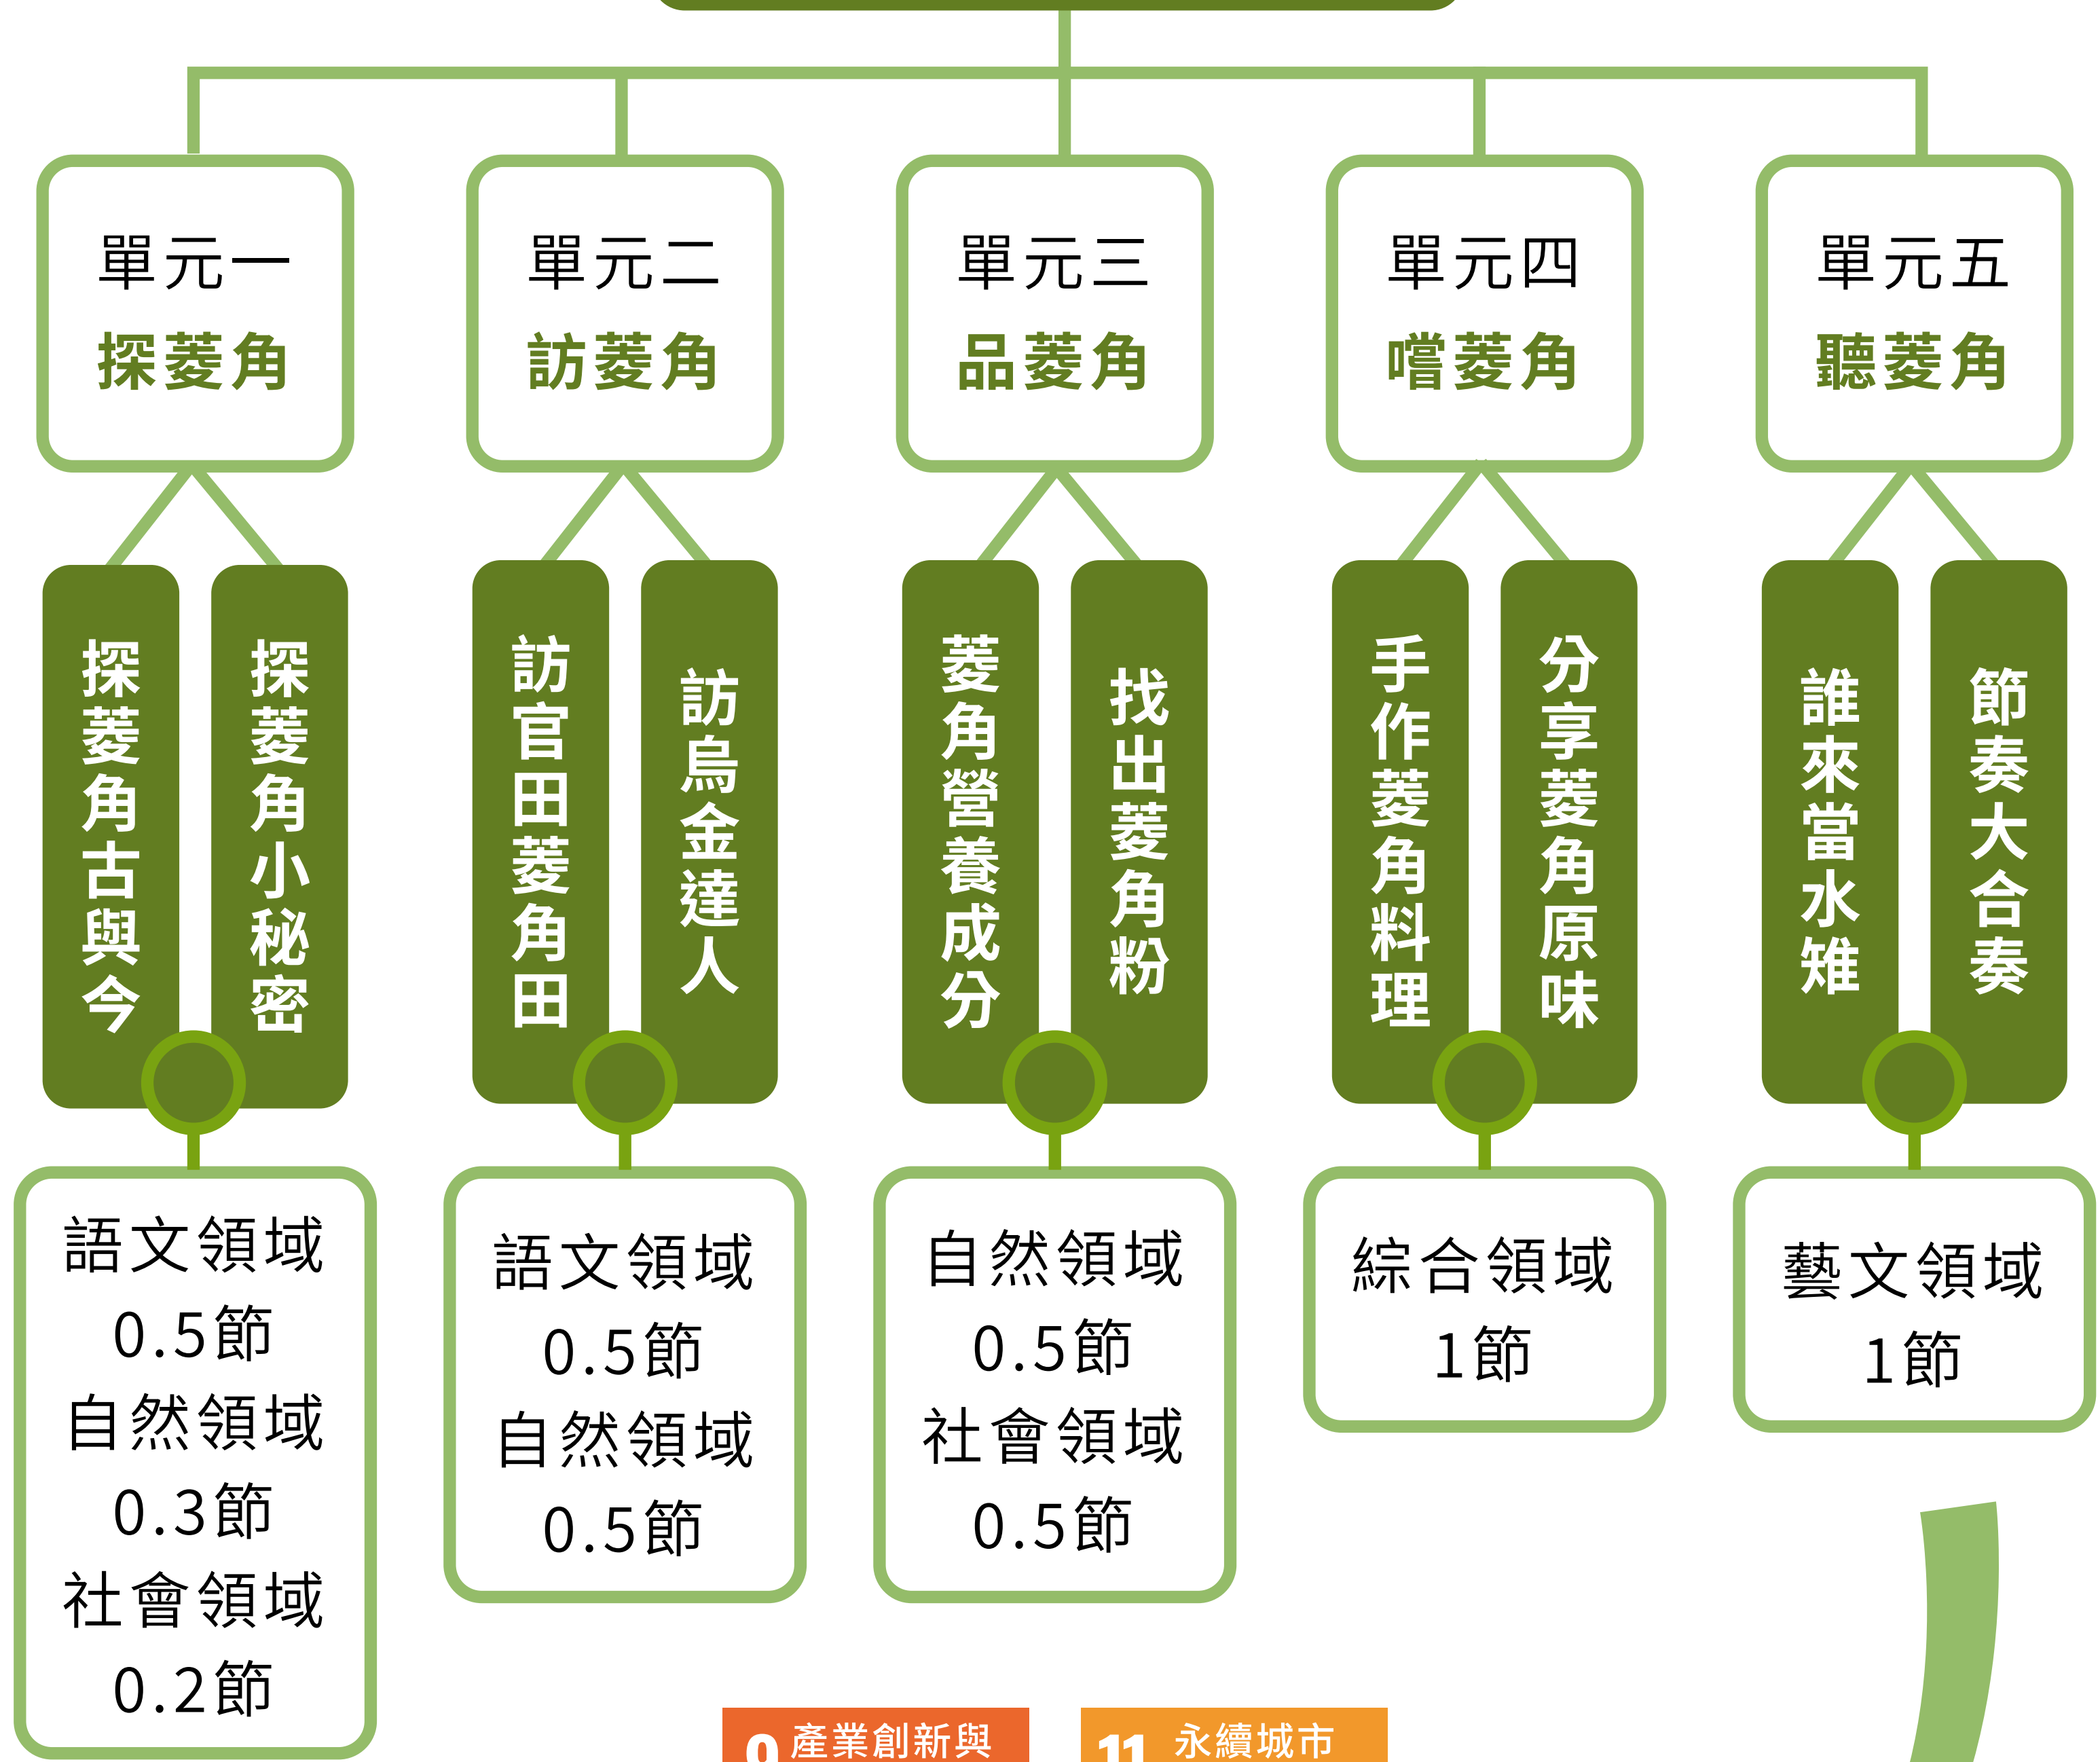 單元一
探菱角
單元二
訪菱角
單元三
品菱角
單元四
嚐菱角
單元五
聽菱角
探菱角古與今
探菱角小秘密
訪官田菱角田
訪烏金達人
菱角營養成分
找出菱角粉
手作菱角料理
分享菱角原味
誰來當水雉
節奏大合奏
語文領域
0.5節
自然領域
0.3節
社會領域
0.2節
語文領域
0.5節
自然領域
0.5節
自然領域
0.5節
社會領域
0.5節
綜合領域
1節
藝文領域
1節
產業創新與
11 永續城市